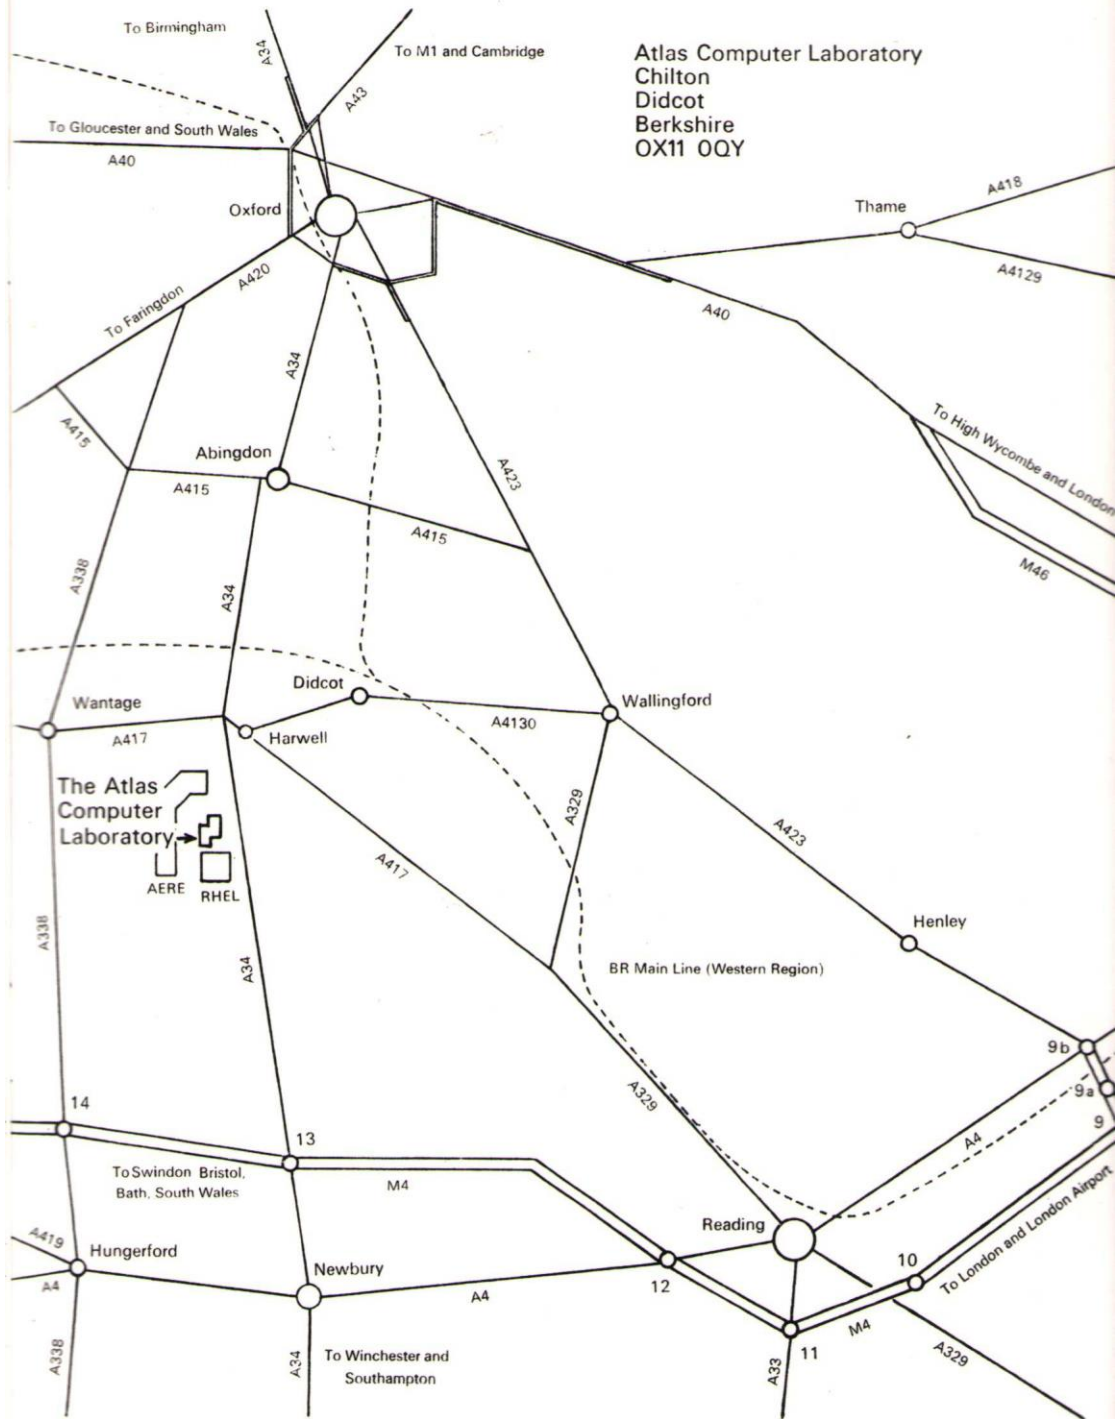 To Birmingham
A34
To M1 and Cambridge
A43
Atlas Computer Laboratory
Chilton
Didcot
Berkshire
OX11 0QY
To Gloucester and South Wales
A40
Oxford
Thame
A418
A4129
A420
To Faringdon
A40
A34
A415
To High Wycombe and London
Abingdon
A415
A423
A415
M46
A338
A34
Didcot
Wantage
A417
Harwell
A4130
Wallingford
The Atlas
Computer
Laboratory
AERE
RHEL
A329
A423
A417
A338
A34
Henley
BR Main Line (Western Region)
9b
9a
9
14
13
A329
A4
To Swindon Bristol,
Bath, South Wales
M4
Reading
To London and London Airport
A419
Hungerford
A4
Newbury
A4
12
10
M4
11
A329
A338
A34
To Winchester and
Southampton
A33